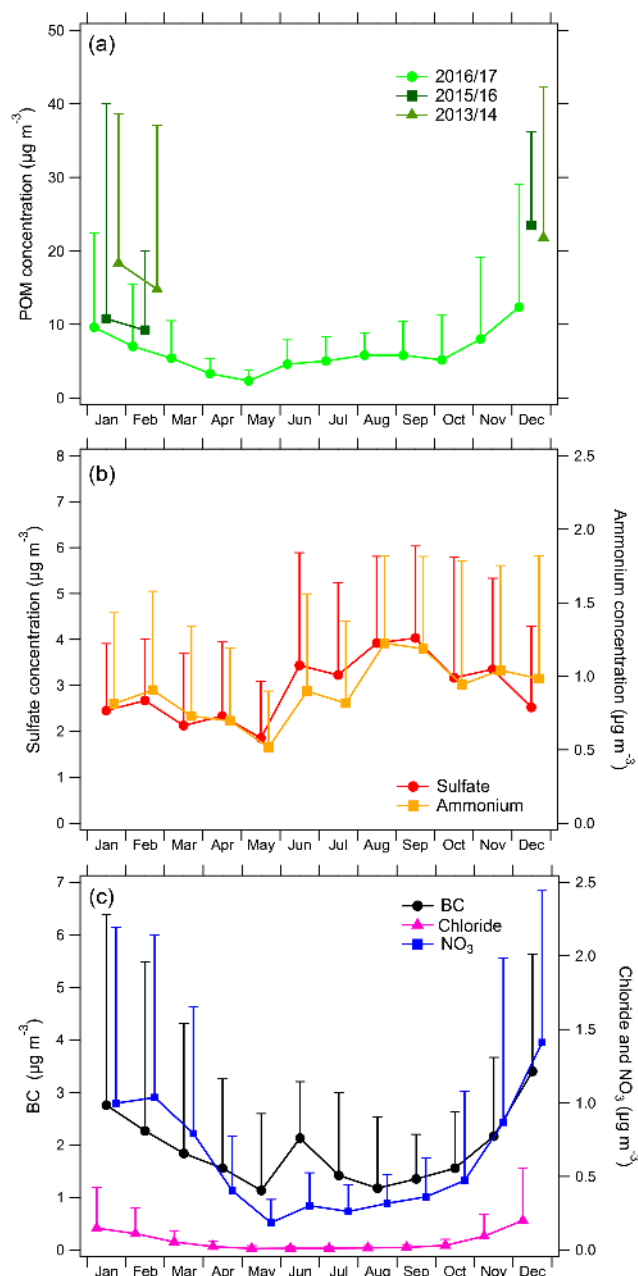 (a)
2016/17
2015/16
2013/14
POM concentration (µg m⁻³)
50
40
30
20
10
0
Jan Feb Mar Apr May Jun Jul Aug Sep Oct Nov Dec
(b)
Sulfate concentration (µg m⁻³)
8
7
6
5
4
3
2
1
0
Ammonium concentration (µg m⁻³)
2.5
2.0
1.5
1.0
0.5
0.0
Sulfate
Ammonium
Jan Feb Mar Apr May Jun Jul Aug Sep Oct Nov Dec
(c)
BC
Chloride
NO₃
BC (µg m⁻³)
7
6
5
4
3
2
1
0
Chloride and NO₃ (µg m⁻³)
2.5
2.0
1.5
1.0
0.5
0.0
Jan Feb Mar Apr May Jun Jul Aug Sep Oct Nov Dec